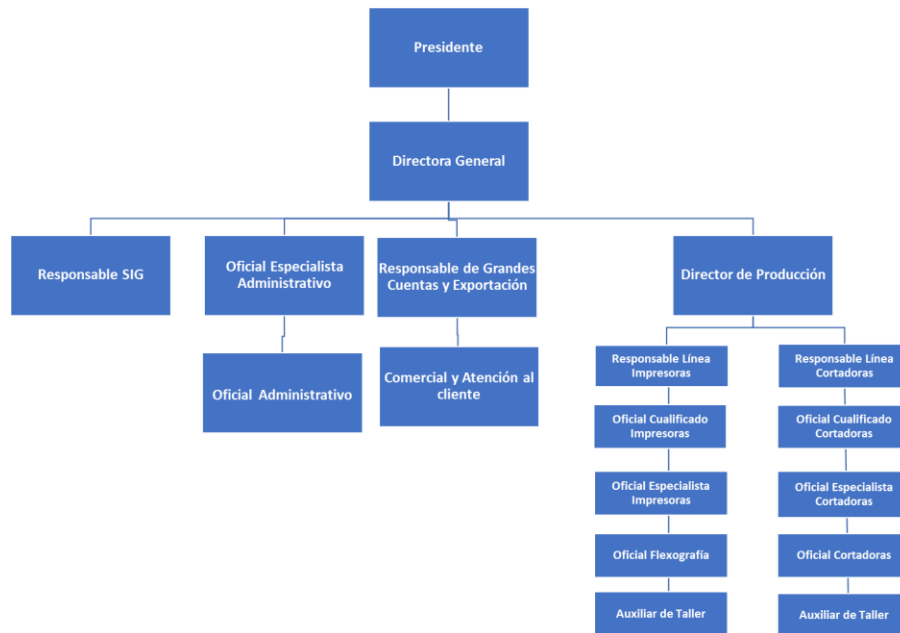 Presidente
Directora General
Responsable SIG
Oficial Especialista
Administrativo
Responsable de Grandes
Cuentas y Exportación
Director de Producción
Oficial Administrativo
Comercial y Atención al
cliente
Responsable Línea
Impresoras
Responsable Línea
Cortadoras
Oficial Cualificado
Impresoras
Oficial Cualificado
Cortadoras
Oficial Especialista
Impresoras
Oficial Especialista
Cortadoras
Oficial Flexografía
Oficial Cortadoras
Auxiliar de Taller
Auxiliar de Taller